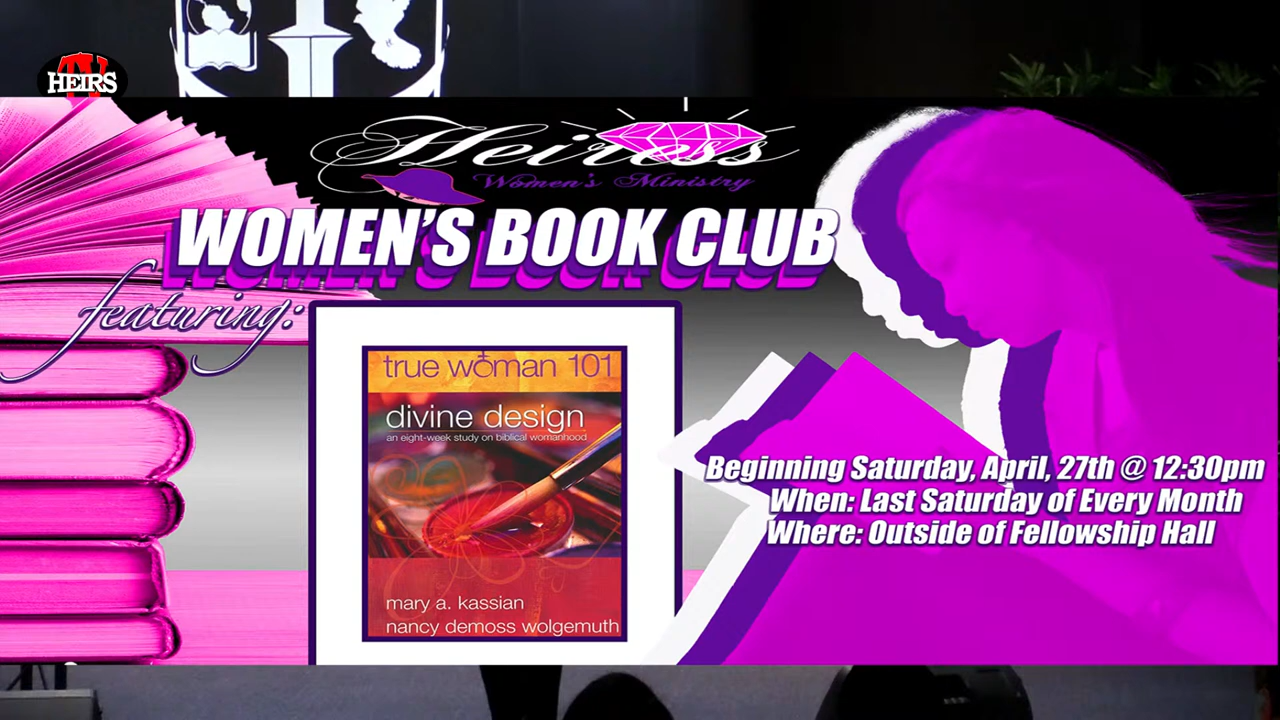 HEIRS
Heiress
Women's Ministry
WOMEN'S BOOK CLUB
featuring:
true woman 101
divine design
an eight-week study on biblical womanhood
mary a. kassian
nancy demoss wolgemuth
Beginning Saturday, April, 27th @ 12:30pm
When: Last Saturday of Every Month
Where: Outside of Fellowship Hall